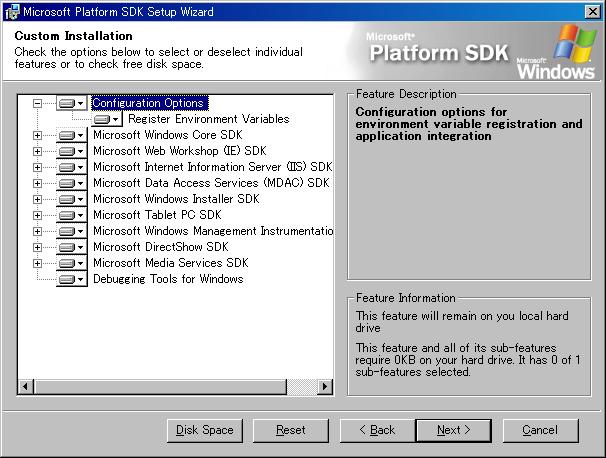 Microsoft Platform SDK Setup Wizard
Custom Installation
Check the options below to select or deselect individual
features or to check free disk space.
Microsoft®
Platform SDK
Microsoft®
Windows
Configuration Options
Register Environment Variables
Microsoft Windows Core SDK
Microsoft Web Workshop (IE) SDK
Microsoft Internet Information Server (IIS) SDK
Microsoft Data Access Services (MDAC) SDK
Microsoft Windows Installer SDK
Microsoft Tablet PC SDK
Microsoft Windows Management Instrumentatio
Microsoft DirectShow SDK
Microsoft Media Services SDK
Debugging Tools for Windows
Feature Description
Configuration options for
environment variable registration and
application integration
Feature Information
This feature will remain on you local hard
drive
This feature and all of its sub-features
require 0KB on your hard drive. It has 0 of 1
sub-features selected.
Disk Space
Reset
< Back
Next >
Cancel